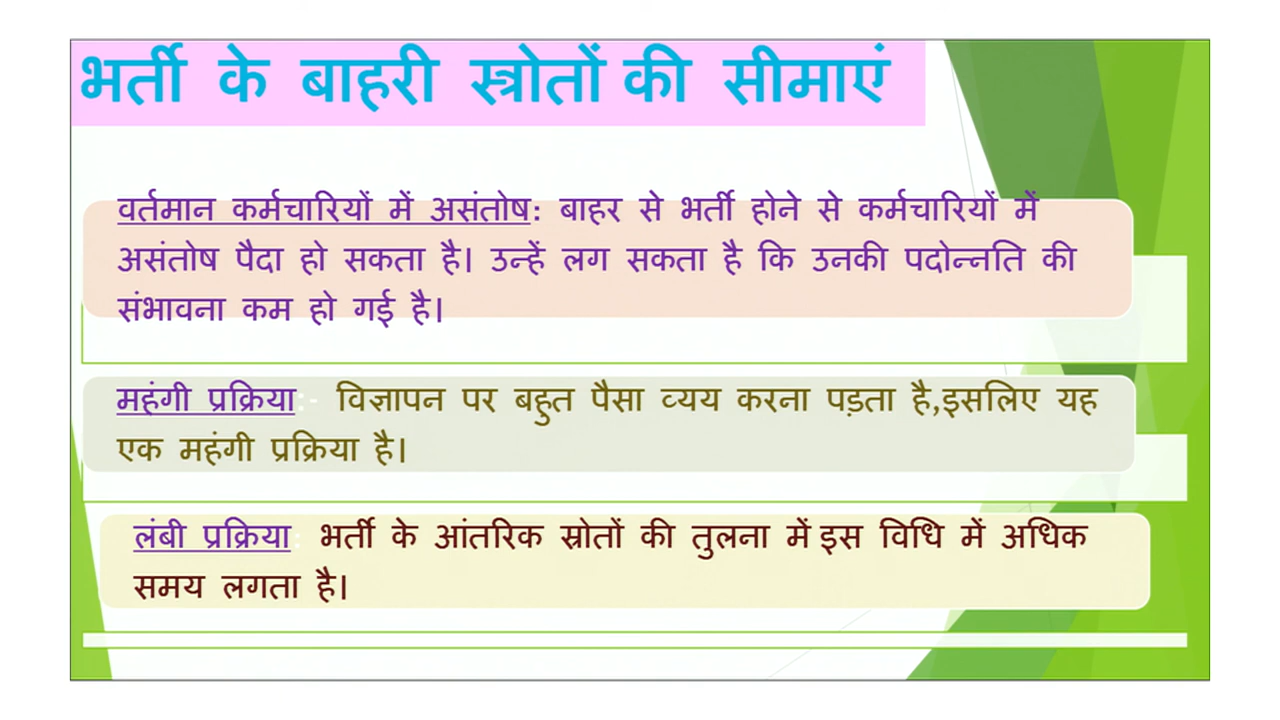 भर्ती के बाहरी स्त्रोतों की सीमाएं
वर्तमान कर्मचारियों में असंतोष: बाहर से भर्ती होने से कर्मचारियों में
असंतोष पैदा हो सकता है। उन्हें लग सकता है कि उनकी पदोन्नति की
संभावना कम हो गई है।
महंगी प्रक्रिया:- विज्ञापन पर बहुत पैसा व्यय करना पड़ता है,इसलिए यह
एक महंगी प्रक्रिया है।
लंबी प्रक्रिया: भर्ती के आंतरिक स्रोतों की तुलना में इस विधि में अधिक
समय लगता है।